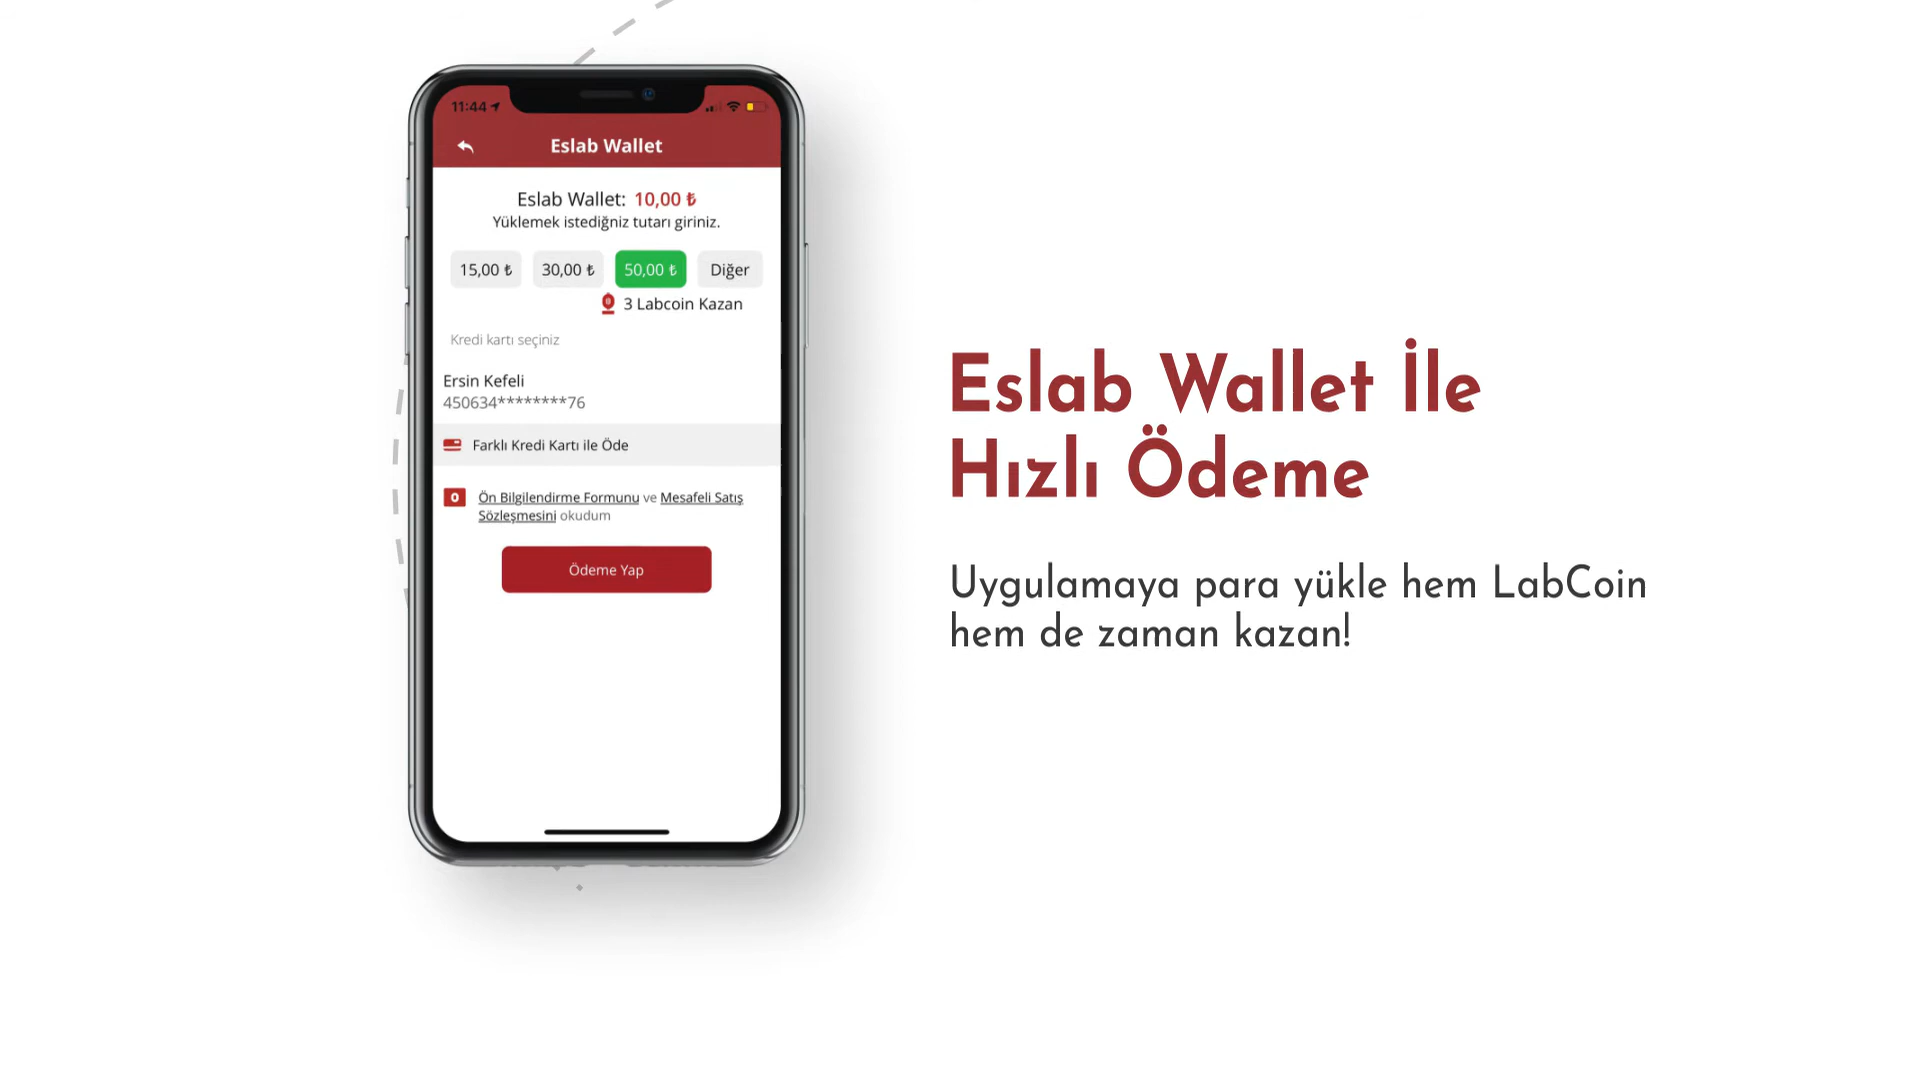 11:44
Eslab Wallet
Eslab Wallet: 10,00 ₺
Yüklemek istediğniz tutarı giriniz.
15,00 ₺ 30,00 ₺ 50,00 ₺ Diğer
3 Labcoin Kazan
Kredi kartı seçiniz
Ersin Kefeli
450634********76
Farklı Kredi Kartı ile Öde
Ön Bilgilendirme Formunu ve Mesafeli Satış
Sözleşmesini okudum
Ödeme Yap
Eslab Wallet İle
Hızlı Ödeme
Uygulamaya para yükle hem LabCoin
hem de zaman kazan!